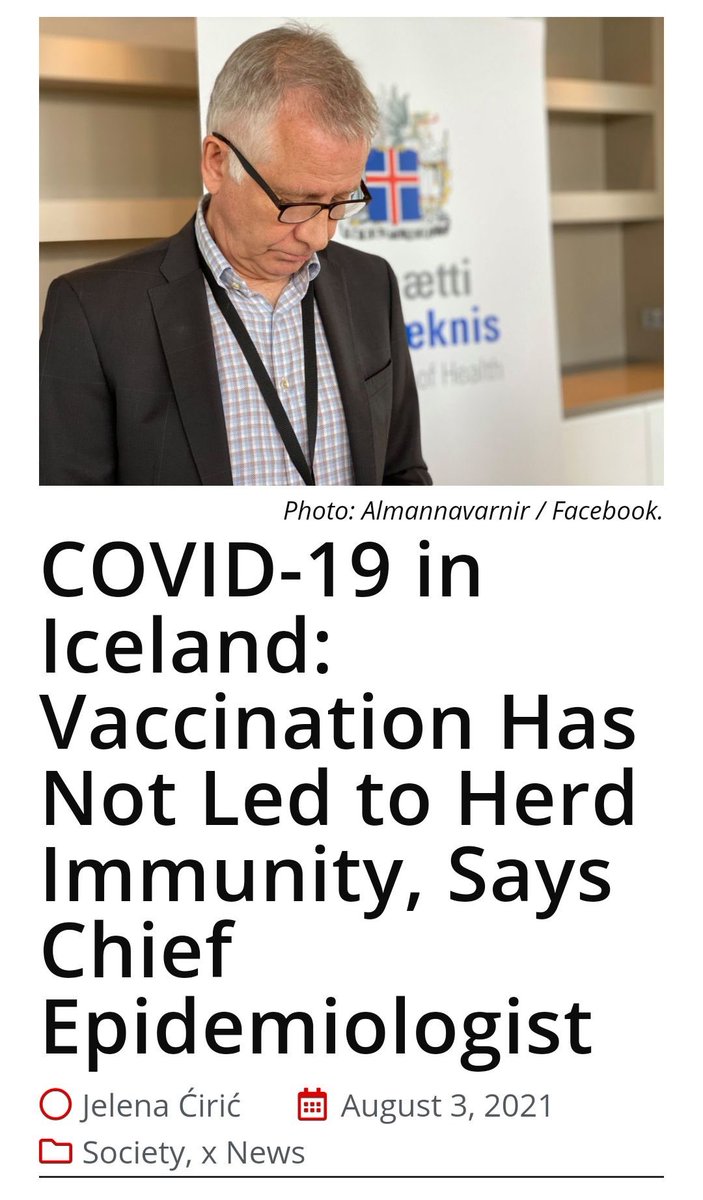 ætti
eknis
of Health
Photo: Almannavarnir / Facebook.
COVID-19 in
Iceland:
Vaccination Has
Not Led to Herd
Immunity, Says
Chief
Epidemiologist
Jelena Ćirić August 3, 2021
Society, x News